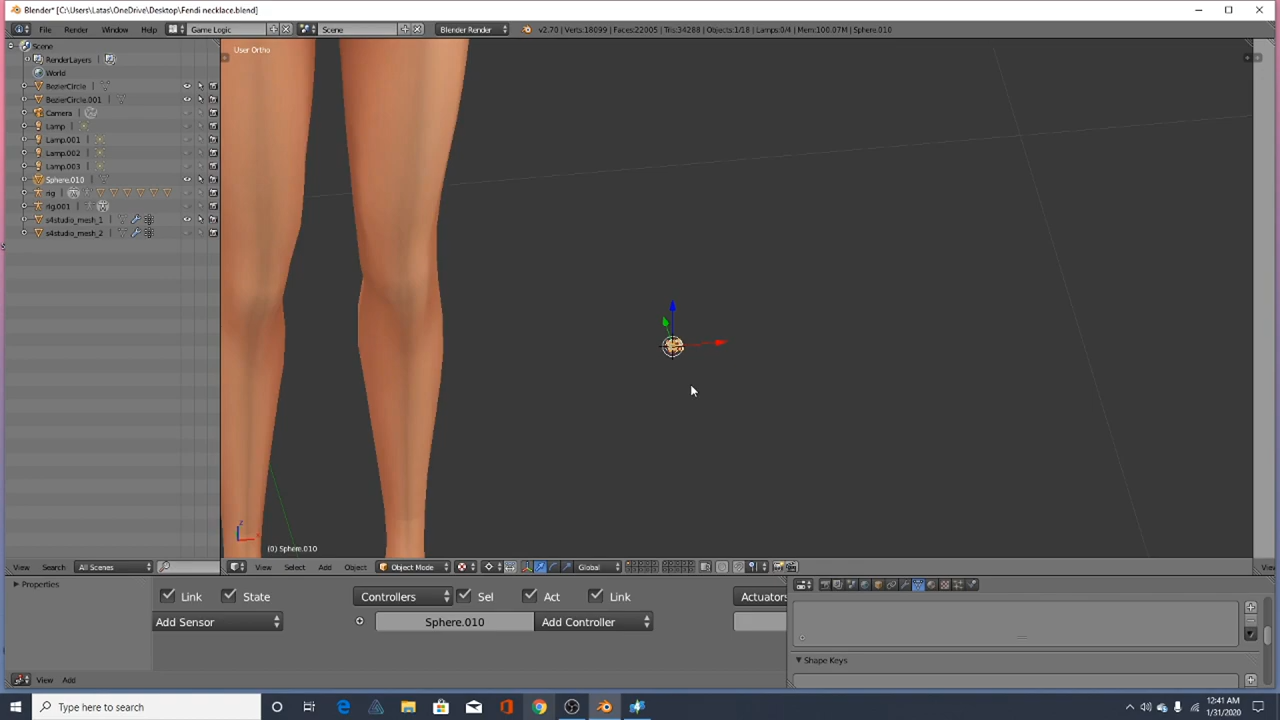 Blender* [C:\Users\Latas\OneDrive\Desktop\Fendi necklace.blend]
File Render Window Help Game Logic Scene Blender Render v2.70 | Verts:18099 | Faces:22005 | Tris:34288 | Objects:1/18 | Lamps:0/4 | Mem:100.07M | Sphere.010
Scene
RenderLayers
World
BezierCircle
BezierCircle.001
Camera
Lamp
Lamp.001
Lamp.002
Lamp.003
Sphere.010
rig
rig.001
s4studio_mesh_1
s4studio_mesh_2
User Ortho
z
(0) Sphere.010
View Search All Scenes
View Select Add Object Object Mode Global
Vie
Properties
Link State Controllers Sel Act Link Actuators
Add Sensor Sphere.010 Add Controller
Shape Keys
View Add
Type here to search
12:41 AM
1/31/2020